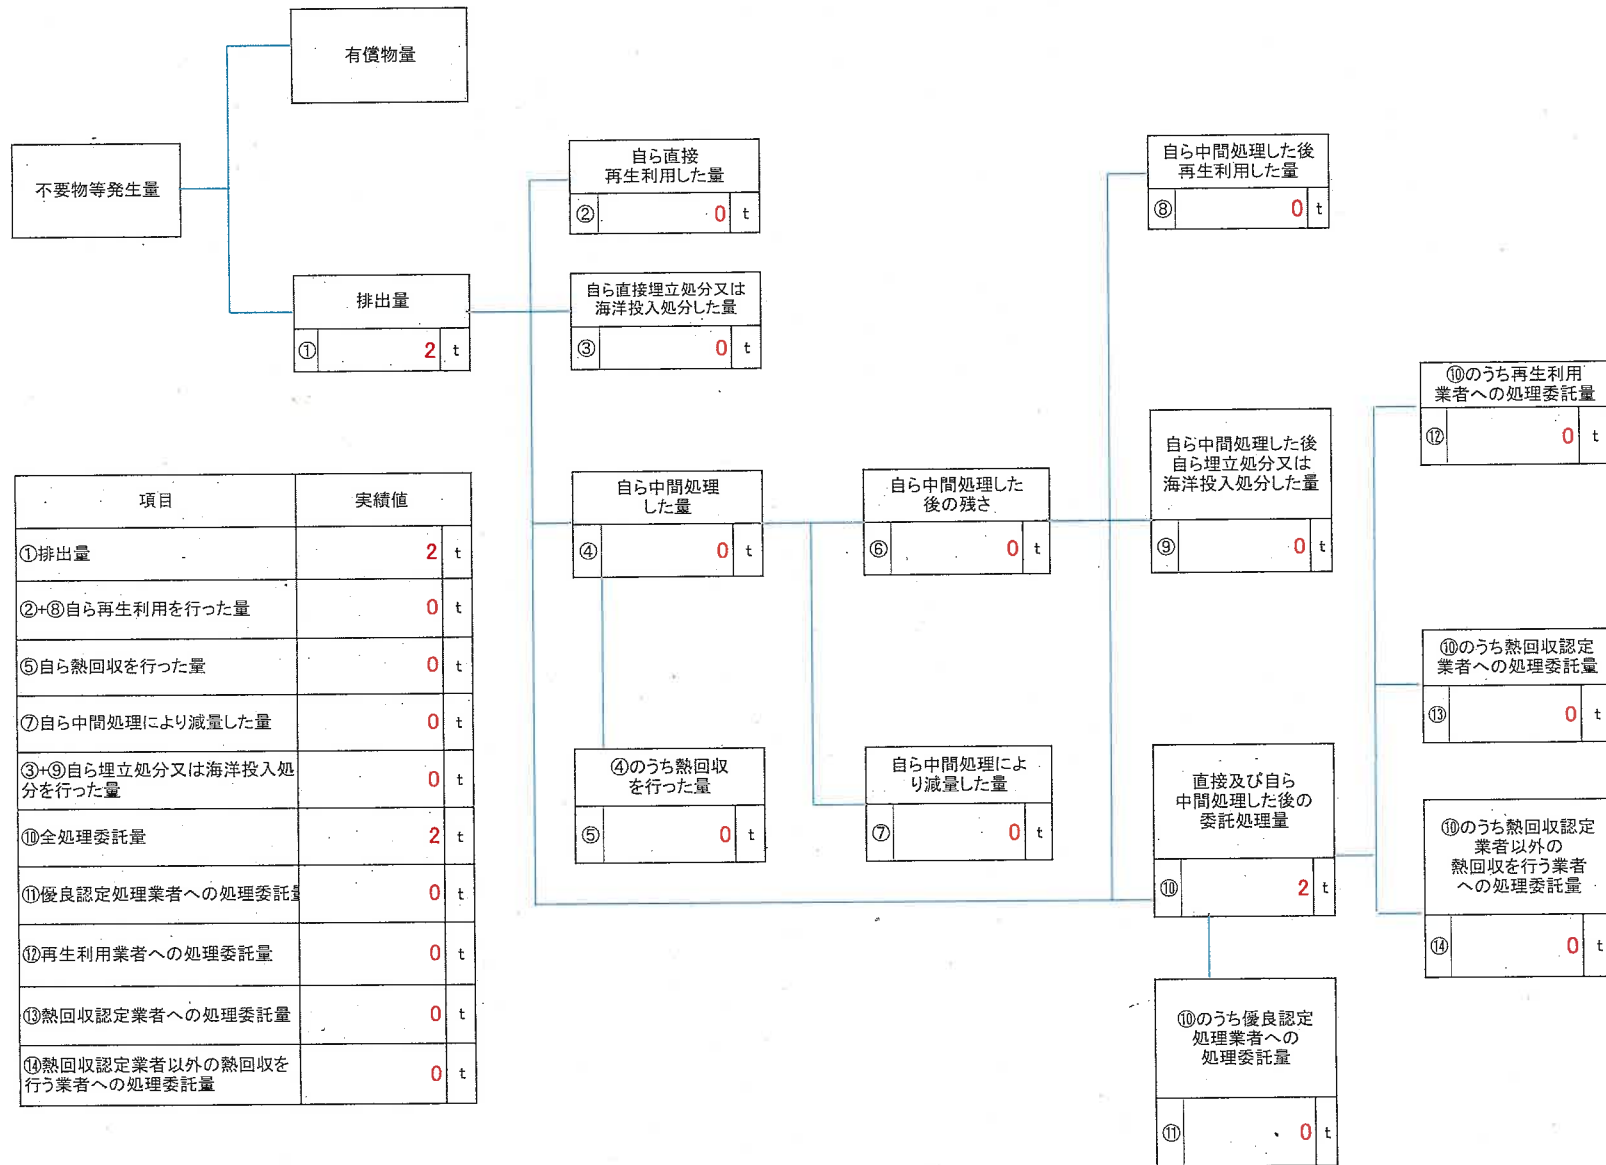 有償物量
不要物等発生量
排出量
① 2 t
自ら直接
再生利用した量
② 0 t
自ら直接埋立処分又は
海洋投入処分した量
③ 0 t
自ら中間処理
した量
④ 0 t
④のうち熱回収
を行った量
⑤ 0 t
自ら中間処理した
後の残さ
⑥ 0 t
自ら中間処理によ
り減量した量
⑦ 0 t
自ら中間処理した後
再生利用した量
⑧ 0 t
自ら中間処理した後
自ら埋立処分又は
海洋投入処分した量
⑨ 0 t
直接及び自ら
中間処理した後の
委託処理量
⑩ 2 t
⑩のうち優良認定
処理業者への
処理委託量
⑪ 0 t
⑩のうち再生利用
業者への処理委託量
⑫ 0 t
⑩のうち熱回収認定
業者への処理委託量
⑬ 0 t
⑩のうち熱回収認定
業者以外の
熱回収を行う業者
への処理委託量
⑭ 0 t
項目 実績値
①排出量 2 t
②+⑧自ら再生利用を行った量 0 t
⑤自ら熱回収を行った量 0 t
⑦自ら中間処理により減量した量 0 t
③+⑨自ら埋立処分又は海洋投入処
分を行った量 0 t
⑩全処理委託量 2 t
⑪優良認定処理業者への処理委託量 0 t
⑫再生利用業者への処理委託量 0 t
⑬熱回収認定業者への処理委託量 0 t
⑭熱回収認定業者以外の熱回収を
行う業者への処理委託量 0 t